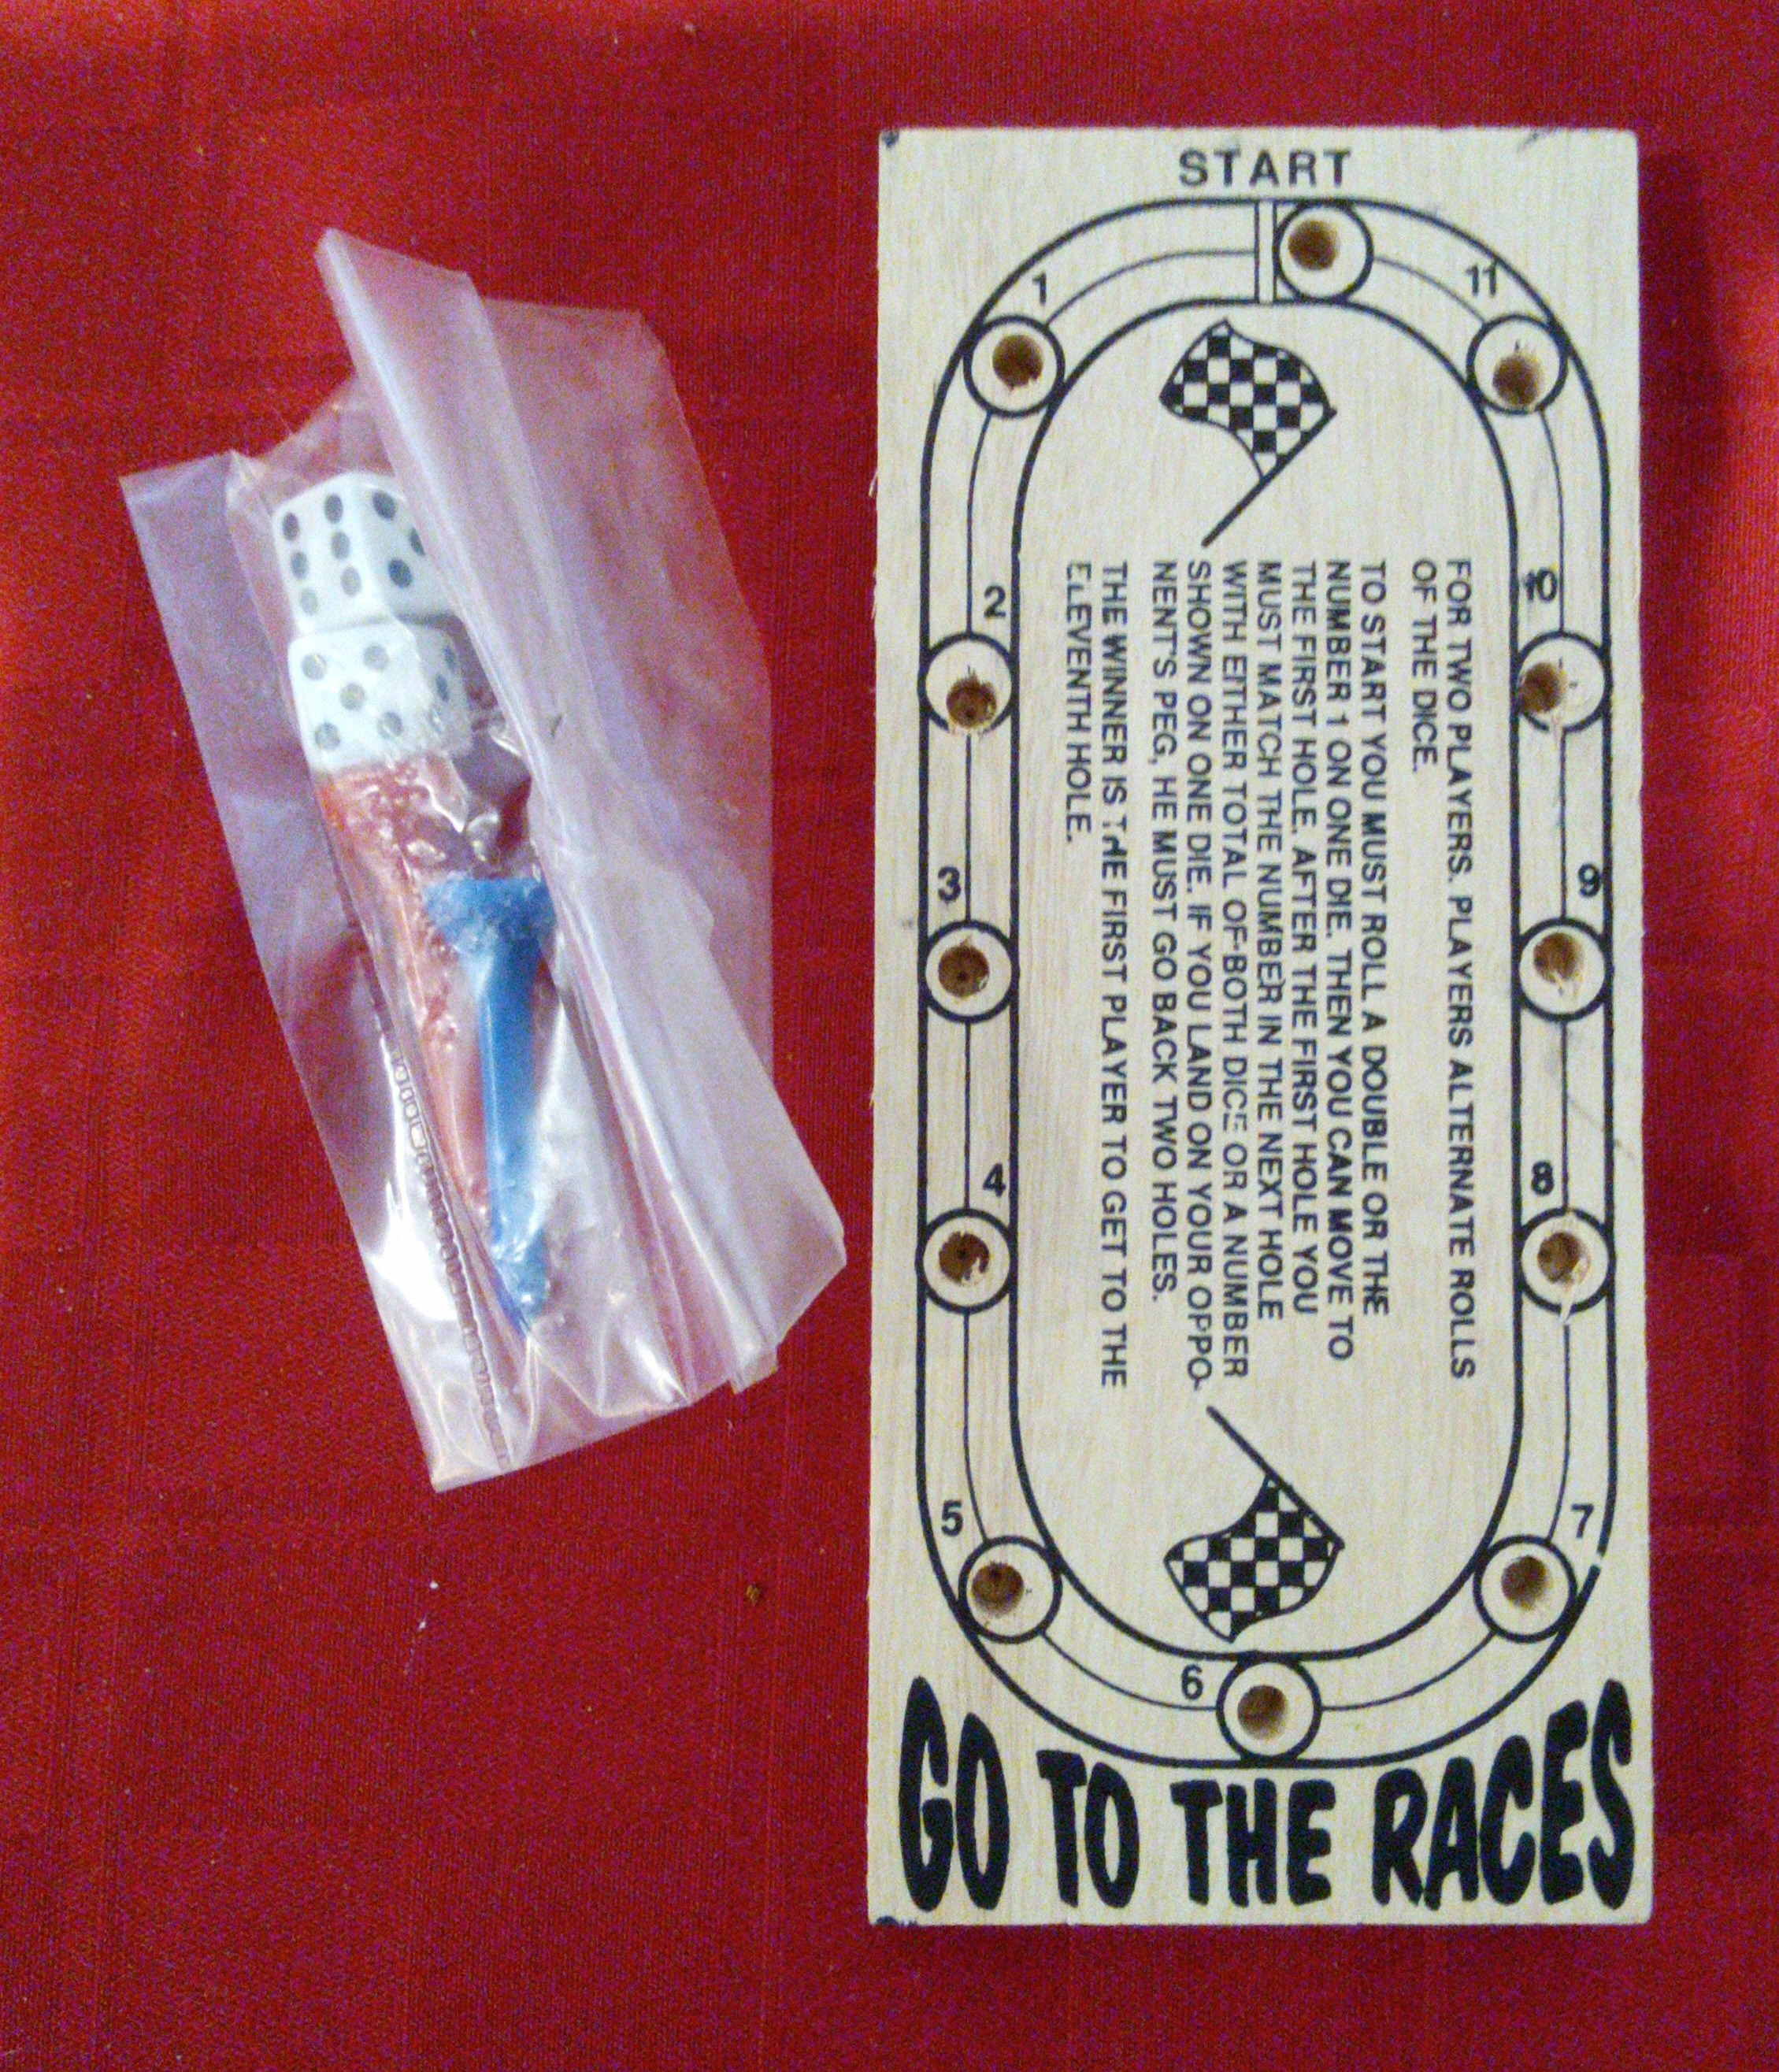 START
1
11
2
10
3
9
4
8
5
7
6
FOR TWO PLAYERS. PLAYERS ALTERNATE ROLLS
OF THE DICE.
TO START YOU MUST ROLL A DOUBLE OR THE
NUMBER 1 ON ONE DIE. THEN YOU CAN MOVE TO
THE FIRST HOLE. AFTER THE FIRST HOLE YOU
MUST MATCH THE NUMBER IN THE NEXT HOLE
WITH EITHER TOTAL OF BOTH DICE OR A NUMBER
SHOWN ON ONE DIE. IF YOU LAND ON YOUR OPPO-
NENT'S PEG, HE MUST GO BACK TWO HOLES.
THE WINNER IS THE FIRST PLAYER TO GET TO THE
ELEVENTH HOLE.
GO TO THE RACES